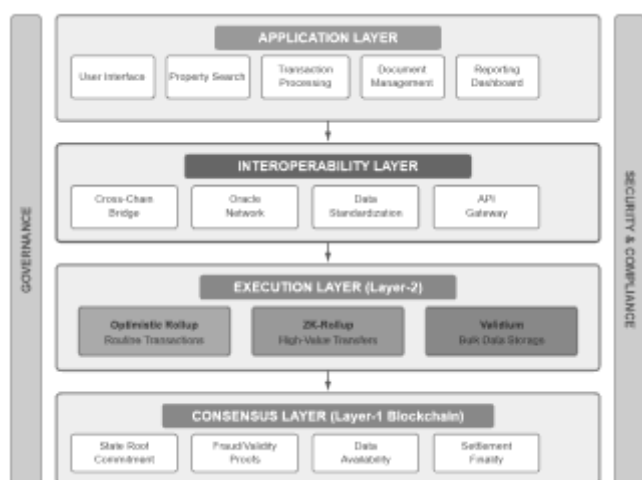 APPLICATION LAYER
User Interface
Property Search
Transaction
Processing
Document
Management
Reporting
Dashboard
INTEROPERABILITY LAYER
Cross-Chain
Bridge
Oracle
Network
Data
Standardization
API
Gateway
EXECUTION LAYER (Layer-2)
Optimistic Rollup
Routine Transactions
ZK-Rollup
High-Value Transfers
Validium
Bulk Data Storage
CONSENSUS LAYER (Layer-1 Blockchain)
State Root
Commitment
Fraud/Validity
Proofs
Data
Availability
Settlement
Finality
GOVERNANCE
SECURITY & COMPLIANCE